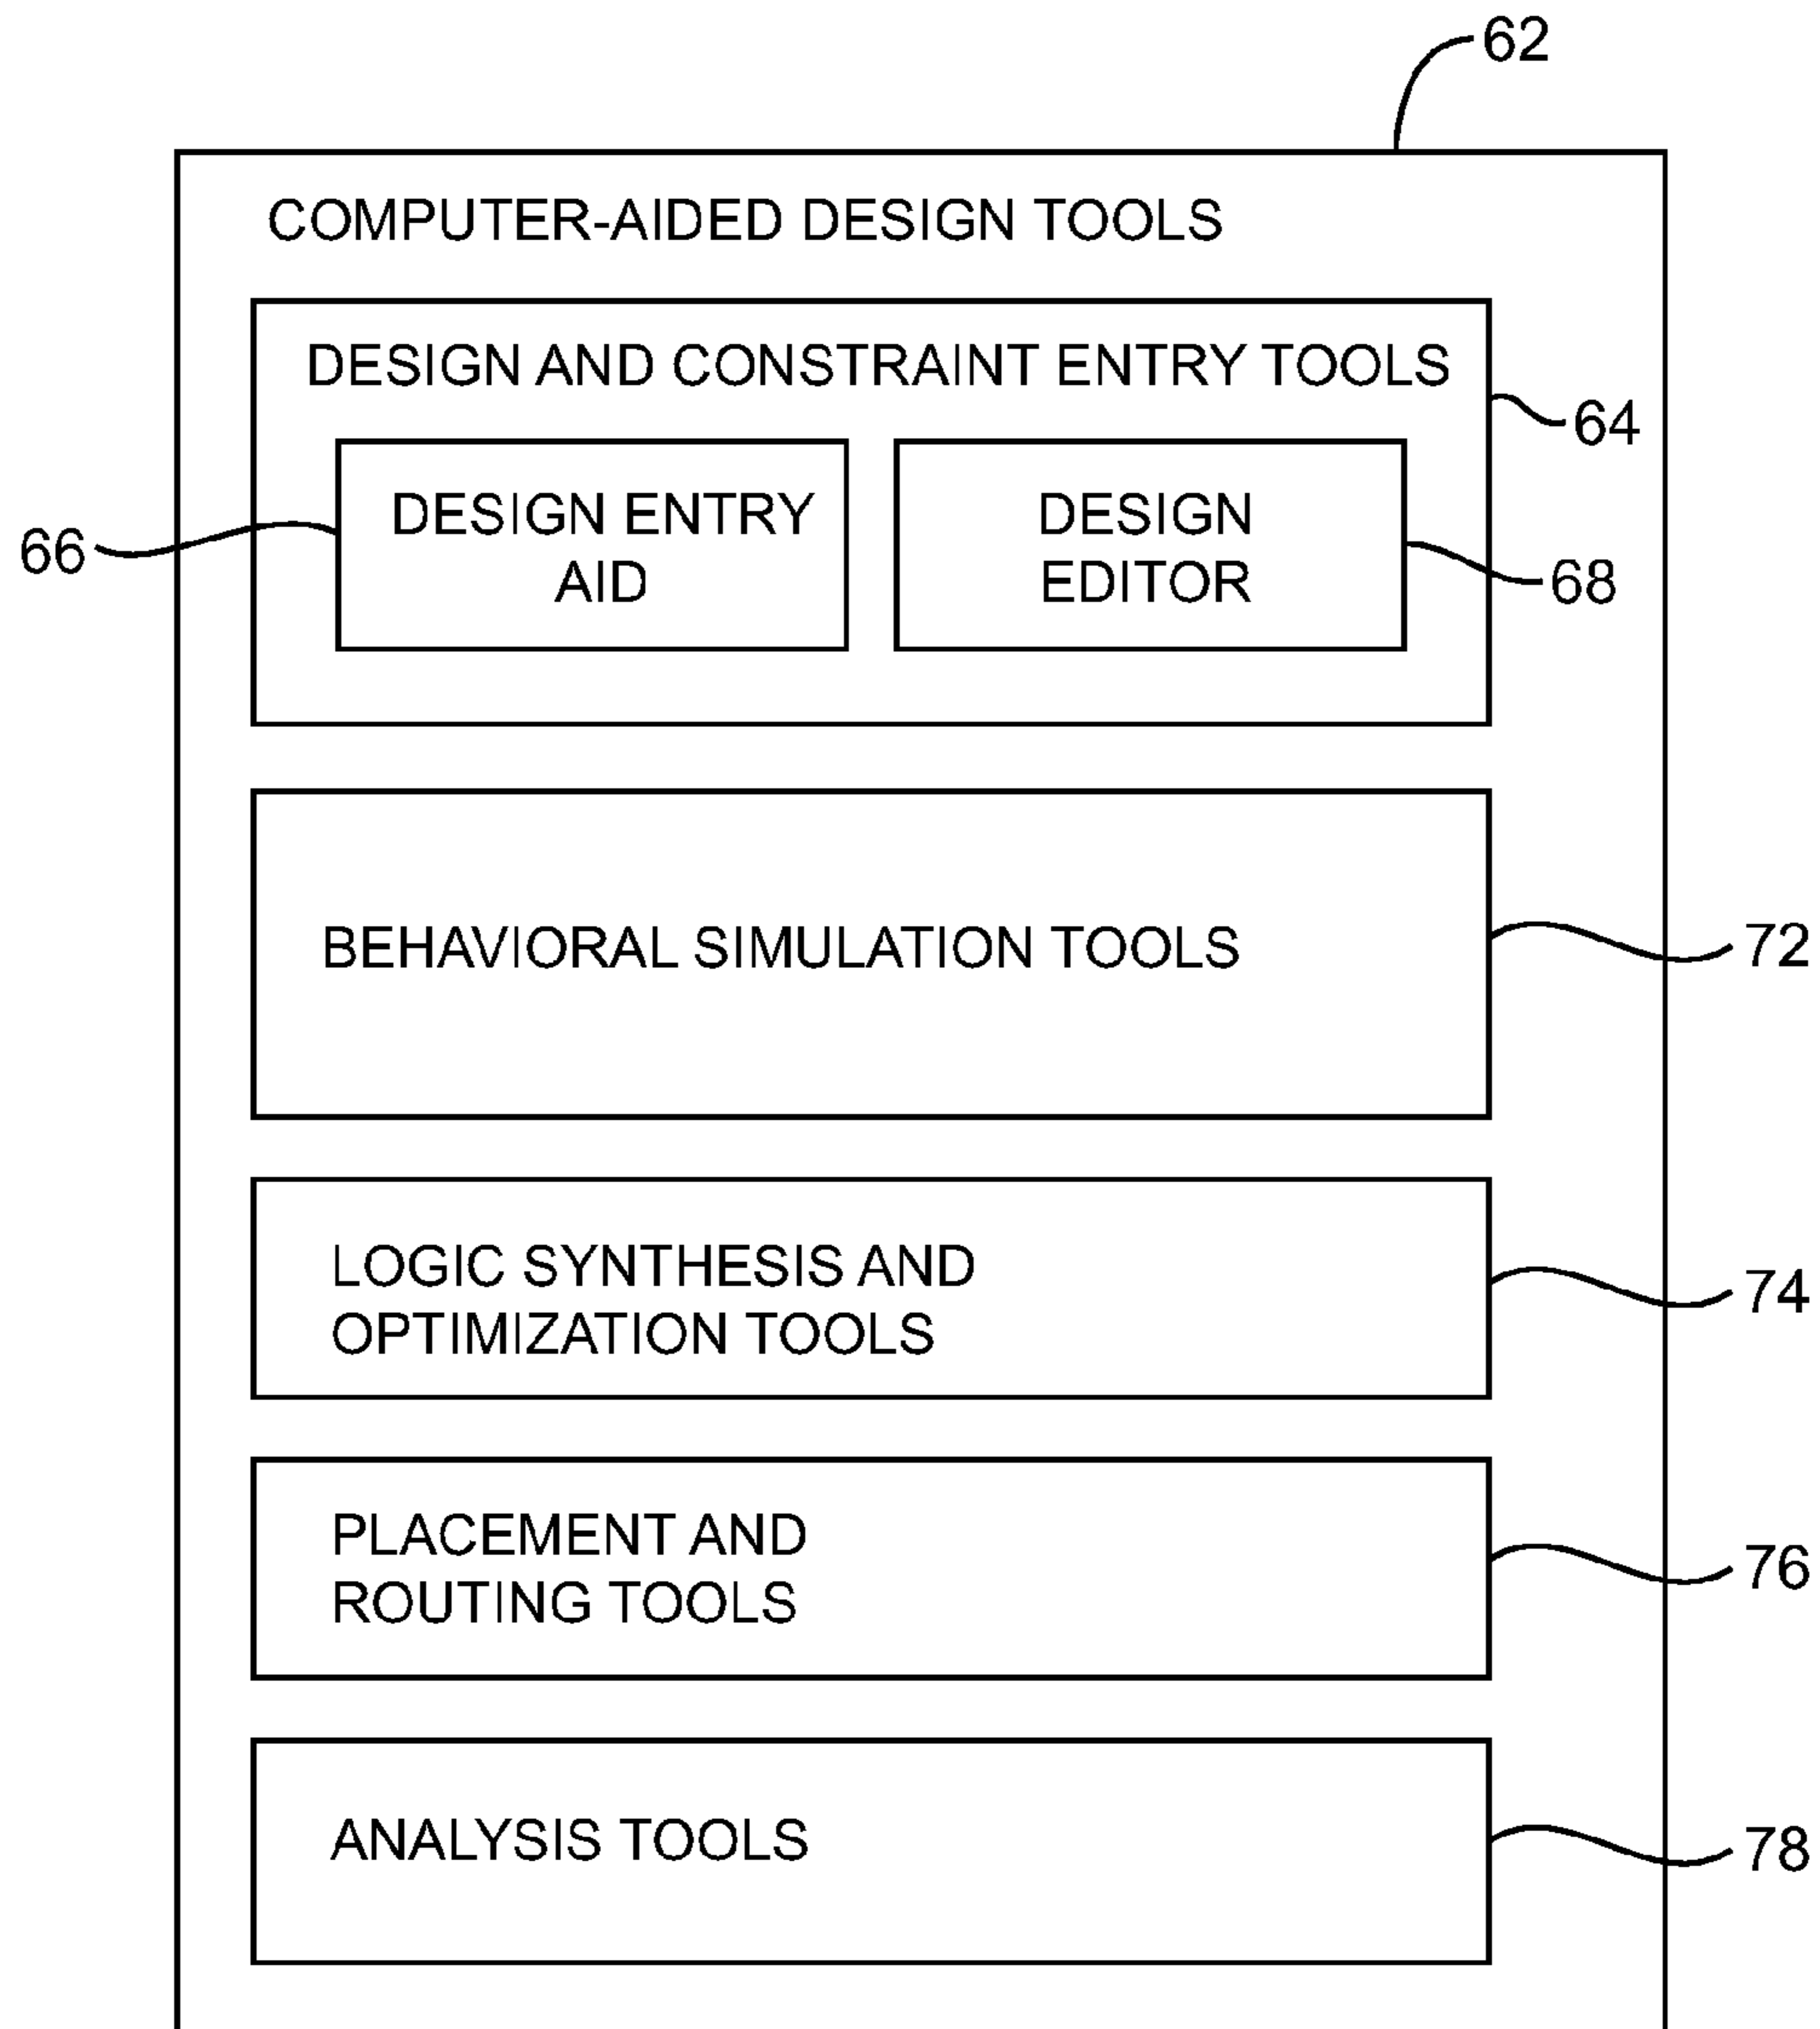 62
COMPUTER-AIDED DESIGN TOOLS
DESIGN AND CONSTRAINT ENTRY TOOLS
64
DESIGN ENTRY
AID
66
DESIGN
EDITOR
68
BEHAVIORAL SIMULATION TOOLS
72
LOGIC SYNTHESIS AND
OPTIMIZATION TOOLS
74
PLACEMENT AND
ROUTING TOOLS
76
ANALYSIS TOOLS
78